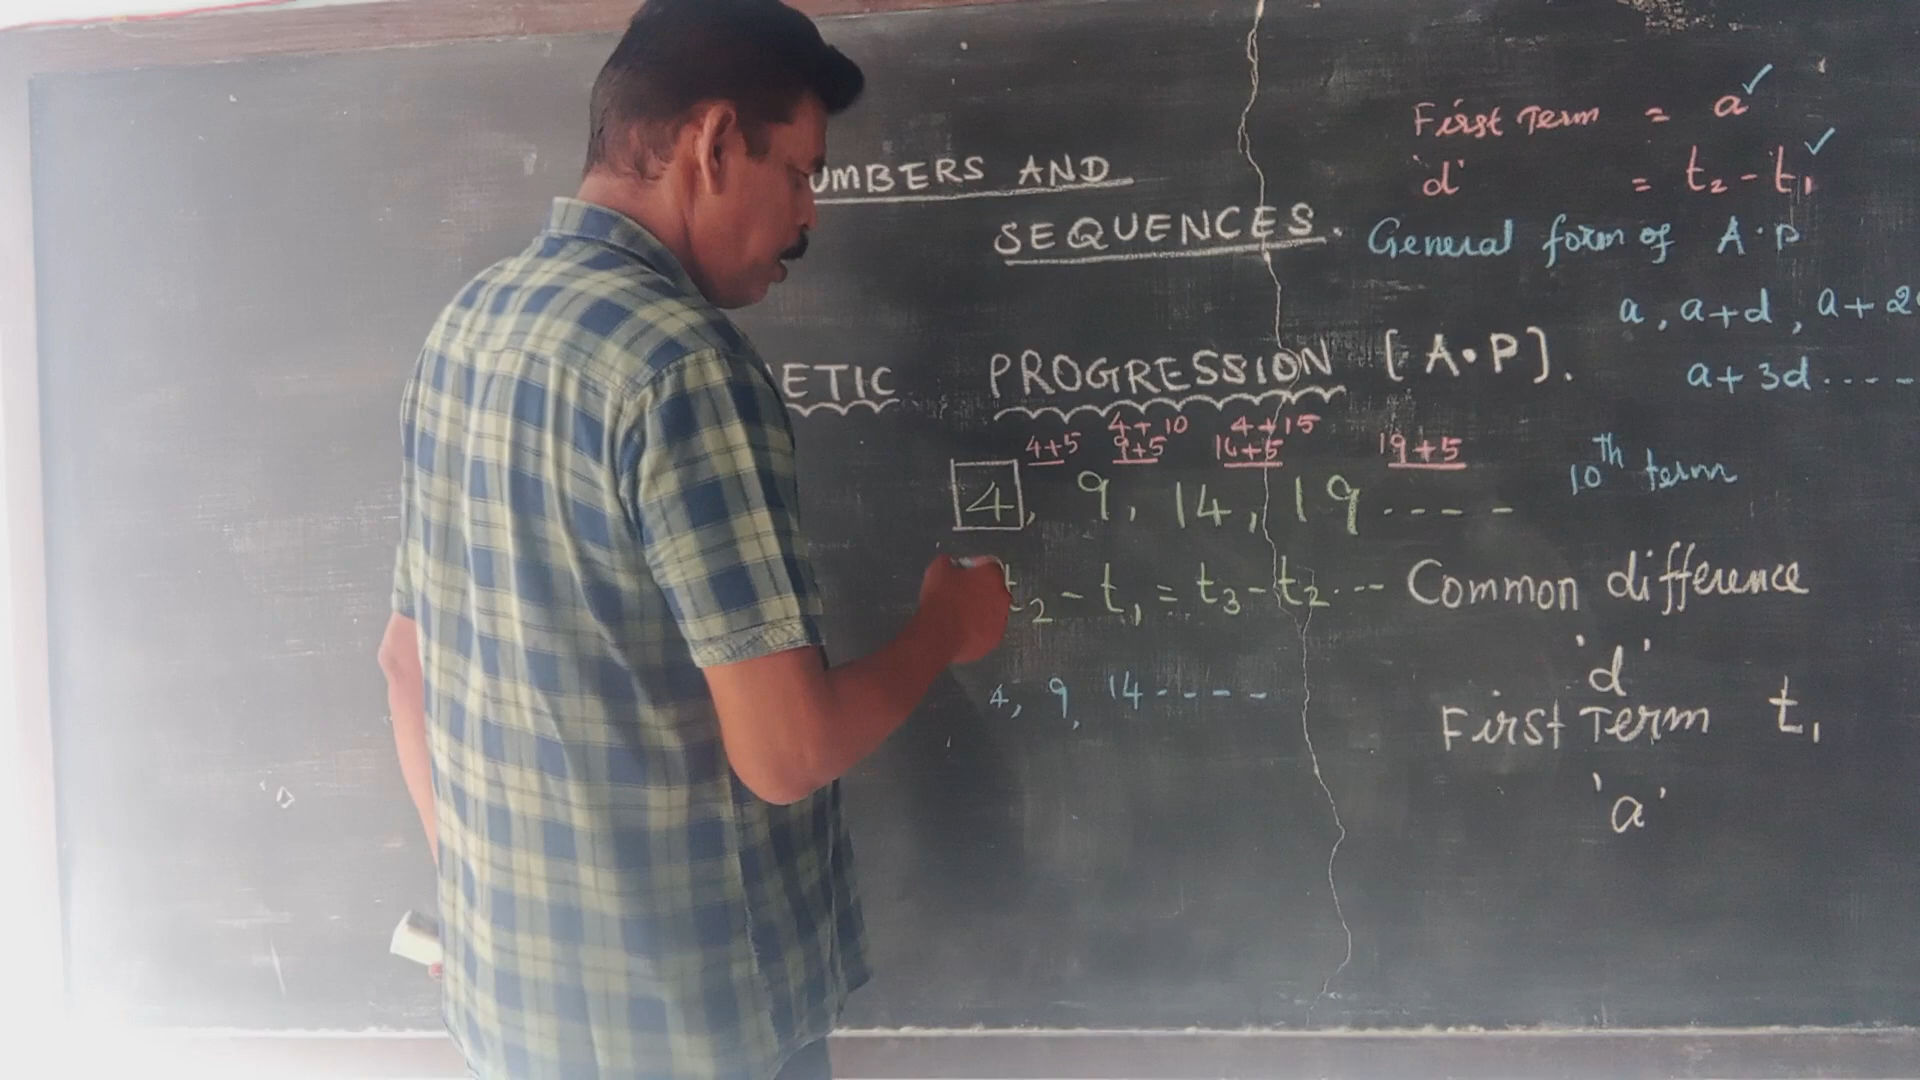 UMBERS AND
SEQUENCES.
ETIC PROGRESSION [A.P].
4+5 4+10 9+5 4+15 14+5 19+5
4, 9, 14, 19 ----
t₂ - t₁ = t₃ - t₂ ...--
4, 9, 14 ----
First Term = a ✓
'd' = t₂ - t₁ ✓
General form of A.P
a, a+d, a+2
a+3d.....--
10th term
Common difference
'd'
First Term t₁
'a'